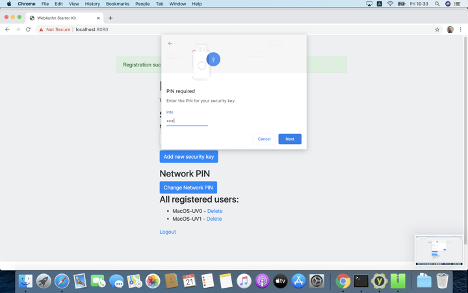 Chrome File Edit View History Bookmarks People Tab Window Help
Fri 10:33
WebAuthn Starter Kit
Not Secure | localhost:8080
Registration suc
PIN required
Enter the PIN for your security key
PIN
Cancel Next
Add new security key
Network PIN
Change Network PIN
All registered users:
MacOS-UV0 - Delete
MacOS-UV1 - Delete
Logout
21